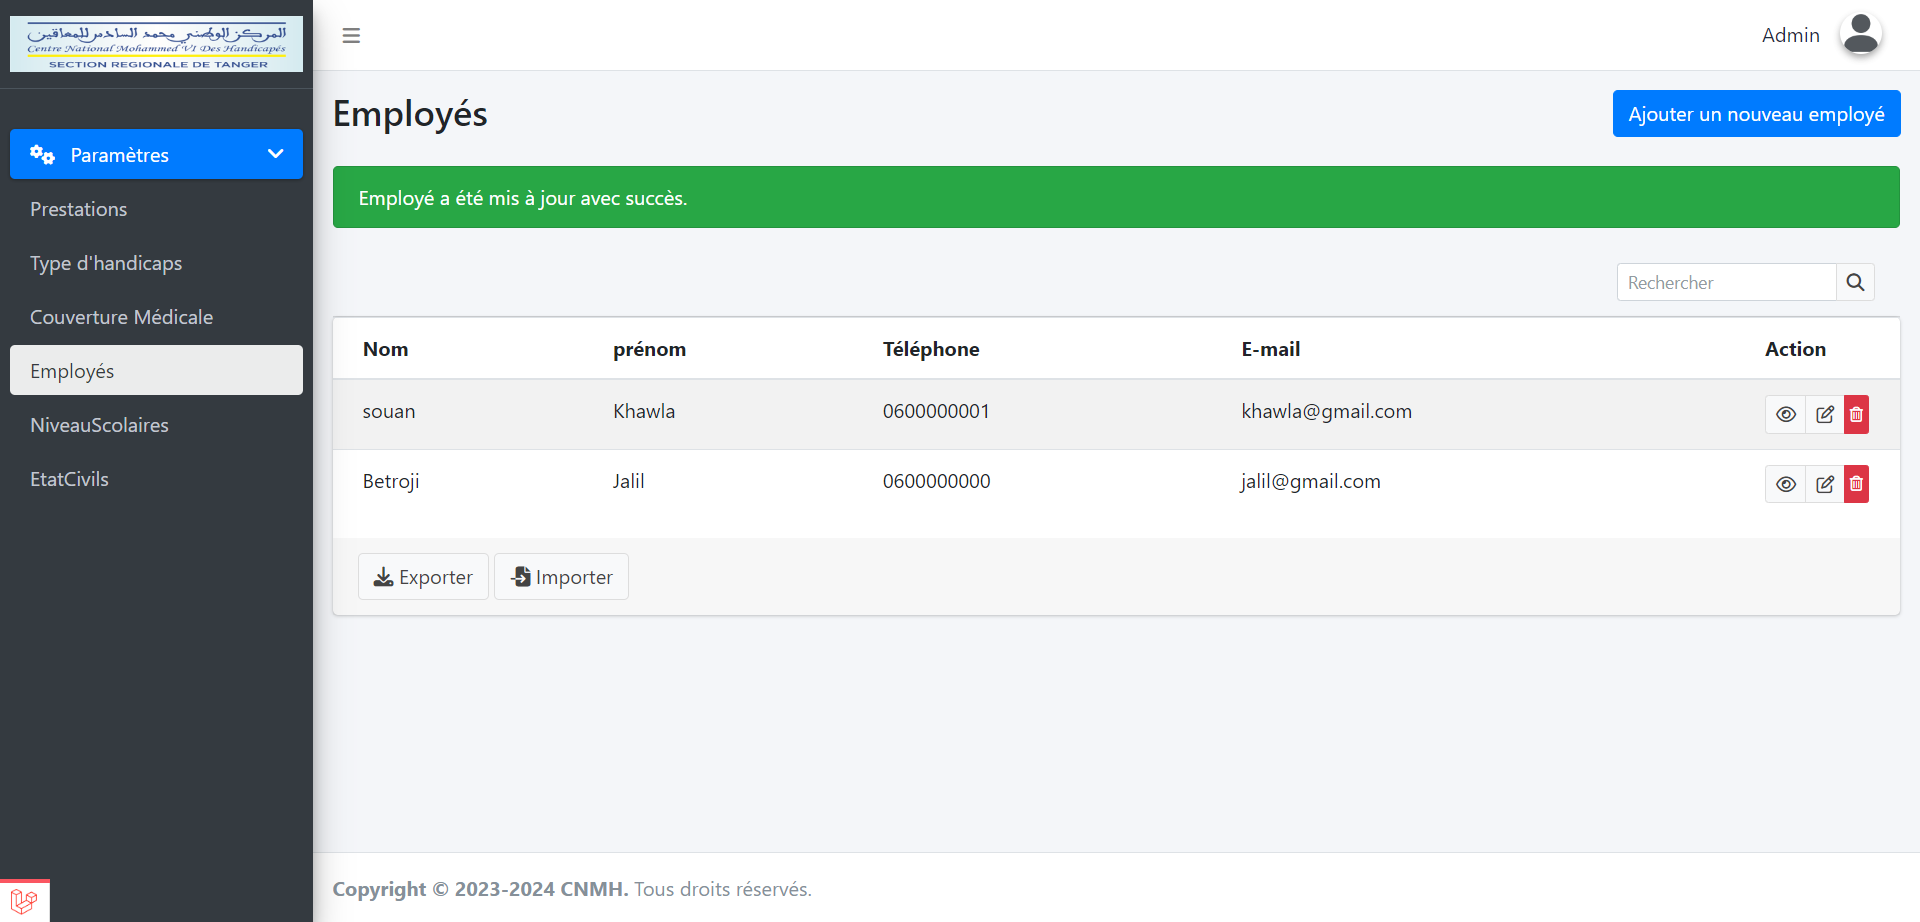 المركز الوطني محمد السادس للمعاقين
Centre National Mohammed VI Des Handicapés
SECTION REGIONALE DE TANGER
Admin
Paramètres
Prestations
Type d'handicaps
Couverture Médicale
Employés
NiveauScolaires
EtatCivils
Employés
Ajouter un nouveau employé
Employé a été mis à jour avec succès.
Rechercher
Nom prénom Téléphone E-mail Action
souan Khawla 0600000001 khawla@gmail.com
Betroji Jalil 0600000000 jalil@gmail.com
Exporter Importer
Copyright © 2023-2024 CNMH. Tous droits réservés.